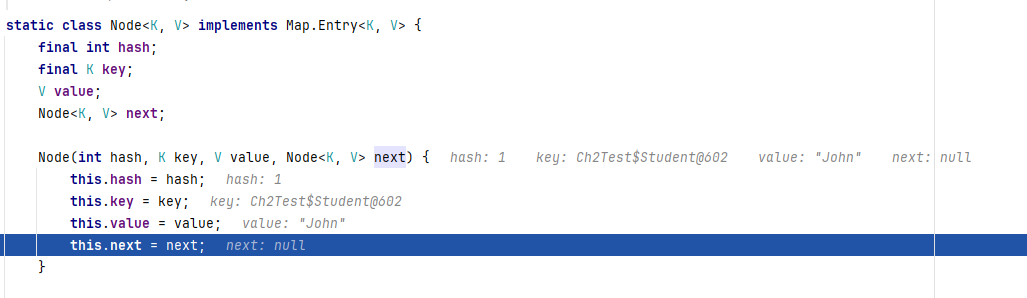 static class Node<K, V> implements Map.Entry<K, V> {
final int hash;
final K key;
V value;
Node<K, V> next;
Node(int hash, K key, V value, Node<K, V> next) { hash: 1 key: Ch2Test$Student@602 value: "John" next: null
this.hash = hash; hash: 1
this.key = key; key: Ch2Test$Student@602
this.value = value; value: "John"
this.next = next; next: null
}